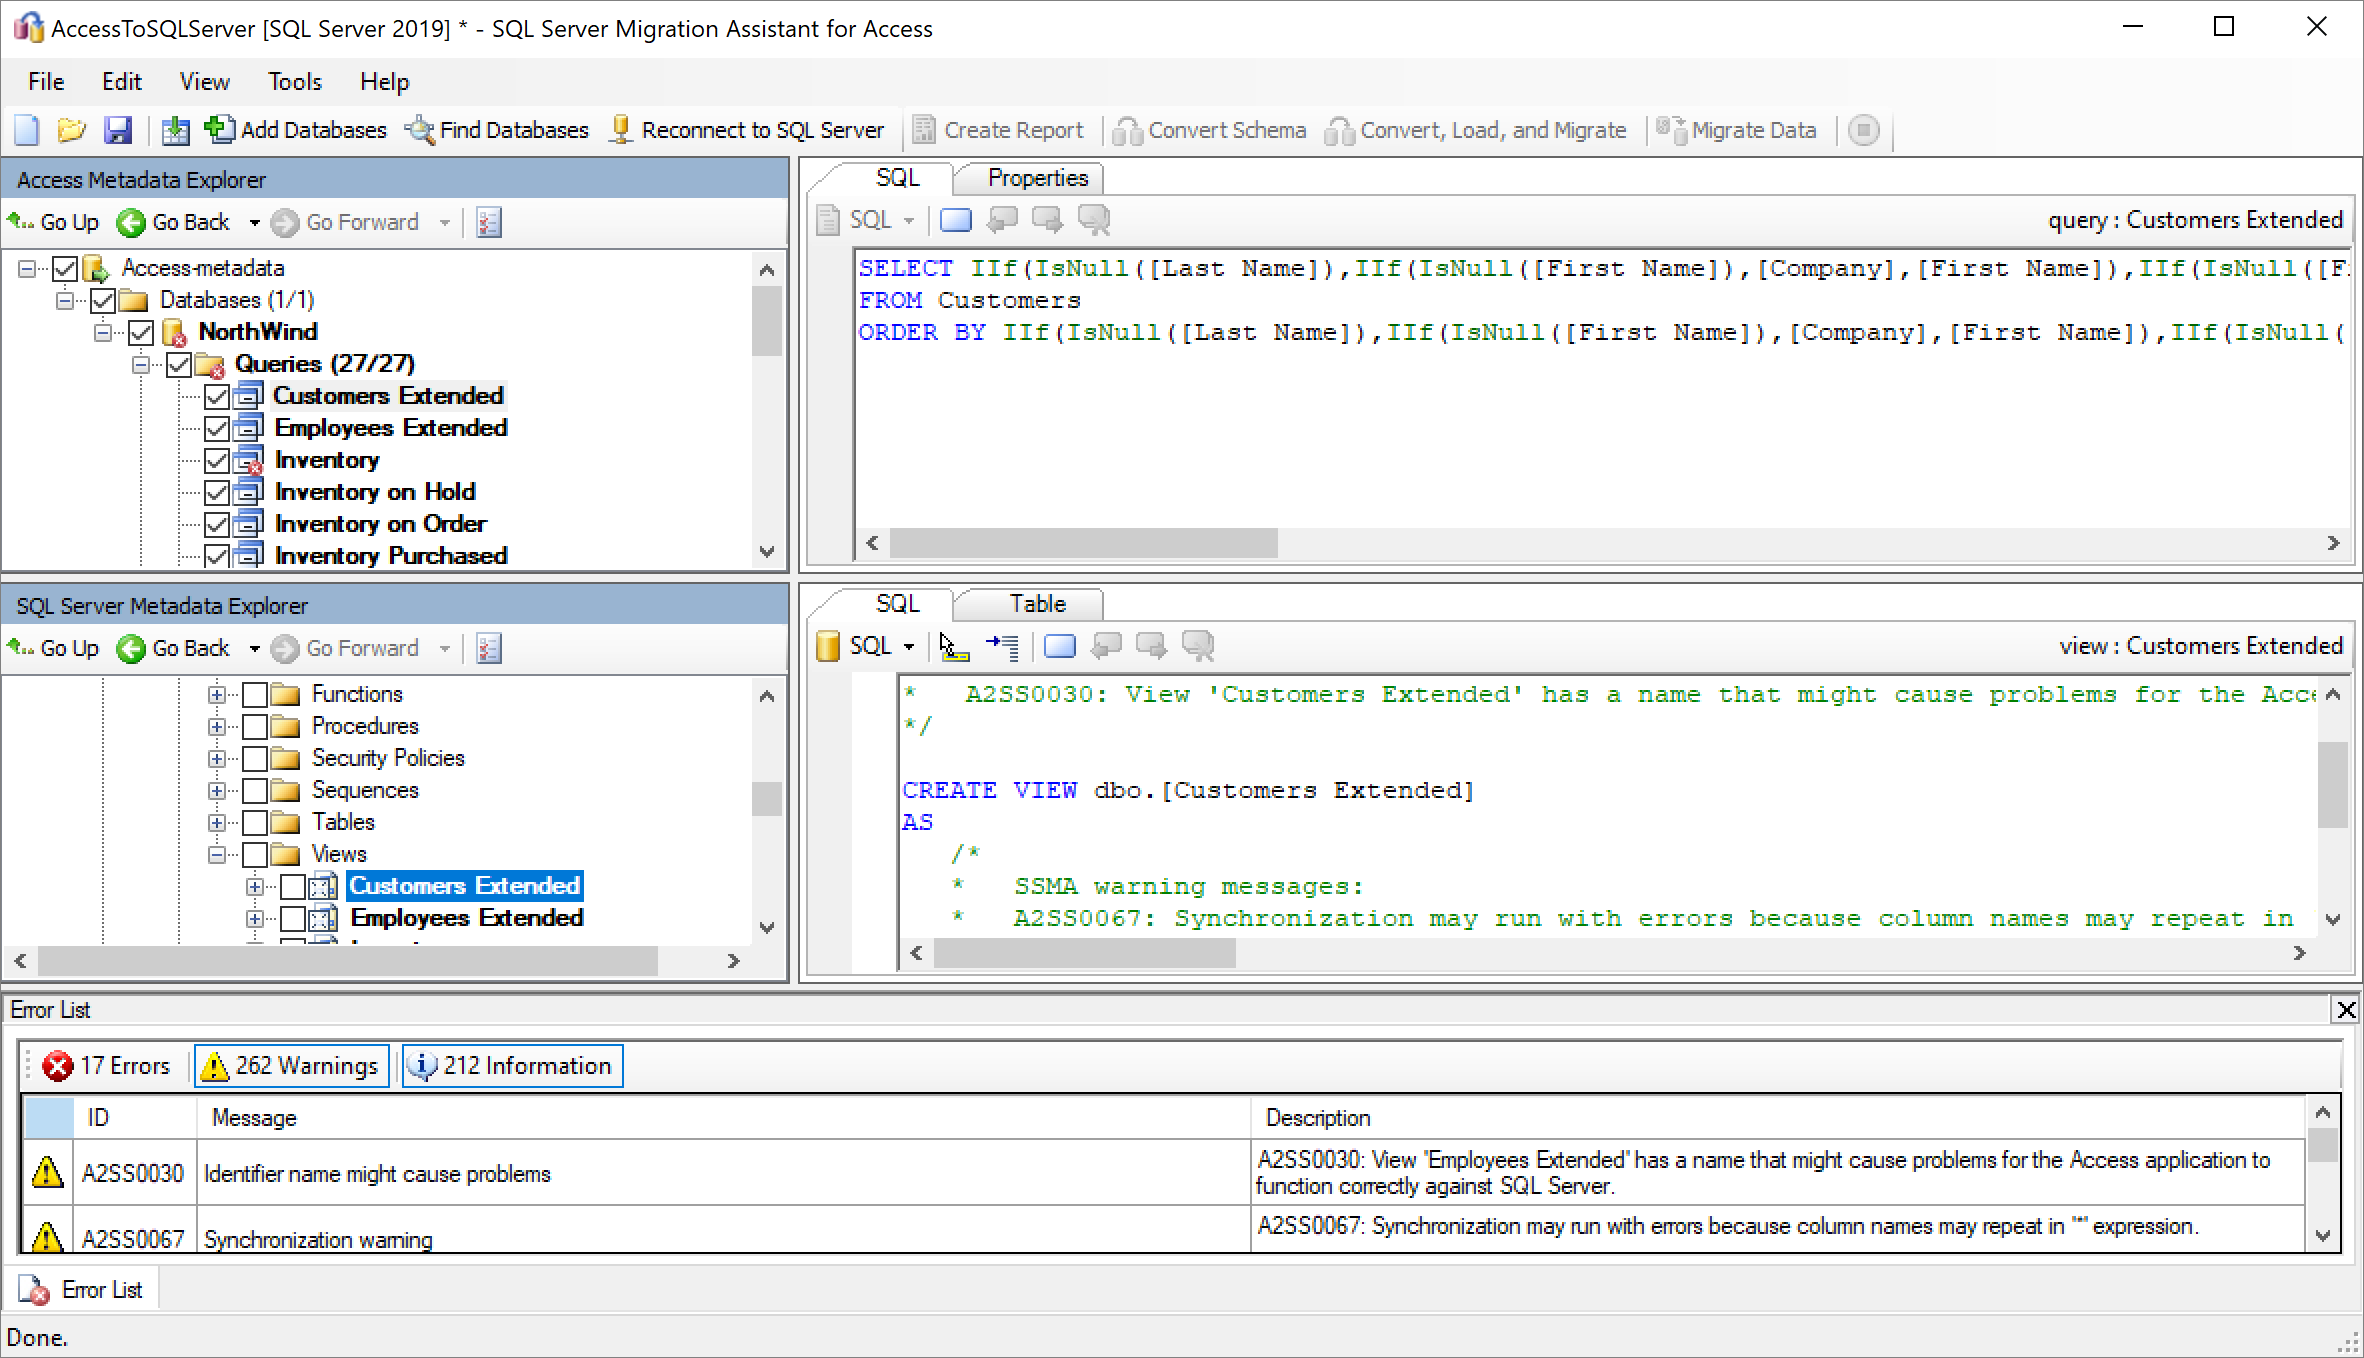 AccessToSQLServer [SQL Server 2019] * - SQL Server Migration Assistant for Access
File Edit View Tools Help
Add Databases Find Databases Reconnect to SQL Server Create Report Convert Schema Convert, Load, and Migrate Migrate Data
Access Metadata Explorer
Go Up Go Back Go Forward
Access-metadata
Databases (1/1)
NorthWind
Queries (27/27)
Customers Extended
Employees Extended
Inventory
Inventory on Hold
Inventory on Order
Inventory Purchased
SQL Properties
SQL query : Customers Extended
SELECT IIf(IsNull([Last Name]),IIf(IsNull([First Name]),[Company],[First Name]),IIf(IsNull([F
FROM Customers
ORDER BY IIf(IsNull([Last Name]),IIf(IsNull([First Name]),[Company],[First Name]),IIf(IsNull(
SQL Server Metadata Explorer
Go Up Go Back Go Forward
Functions
Procedures
Security Policies
Sequences
Tables
Views
Customers Extended
Employees Extended
SQL Table
SQL view : Customers Extended
* A2SS0030: View 'Customers Extended' has a name that might cause problems for the Acce
*/
CREATE VIEW dbo.[Customers Extended]
AS
/*
* SSMA warning messages:
* A2SS0067: Synchronization may run with errors because column names may repeat in
Error List
17 Errors 262 Warnings 212 Information
ID Message Description
A2SS0030 Identifier name might cause problems A2SS0030: View 'Employees Extended' has a name that might cause problems for the Access application to
function correctly against SQL Server.
A2SS0067 Synchronization warning A2SS0067: Synchronization may run with errors because column names may repeat in '*' expression.
Error List
Done.